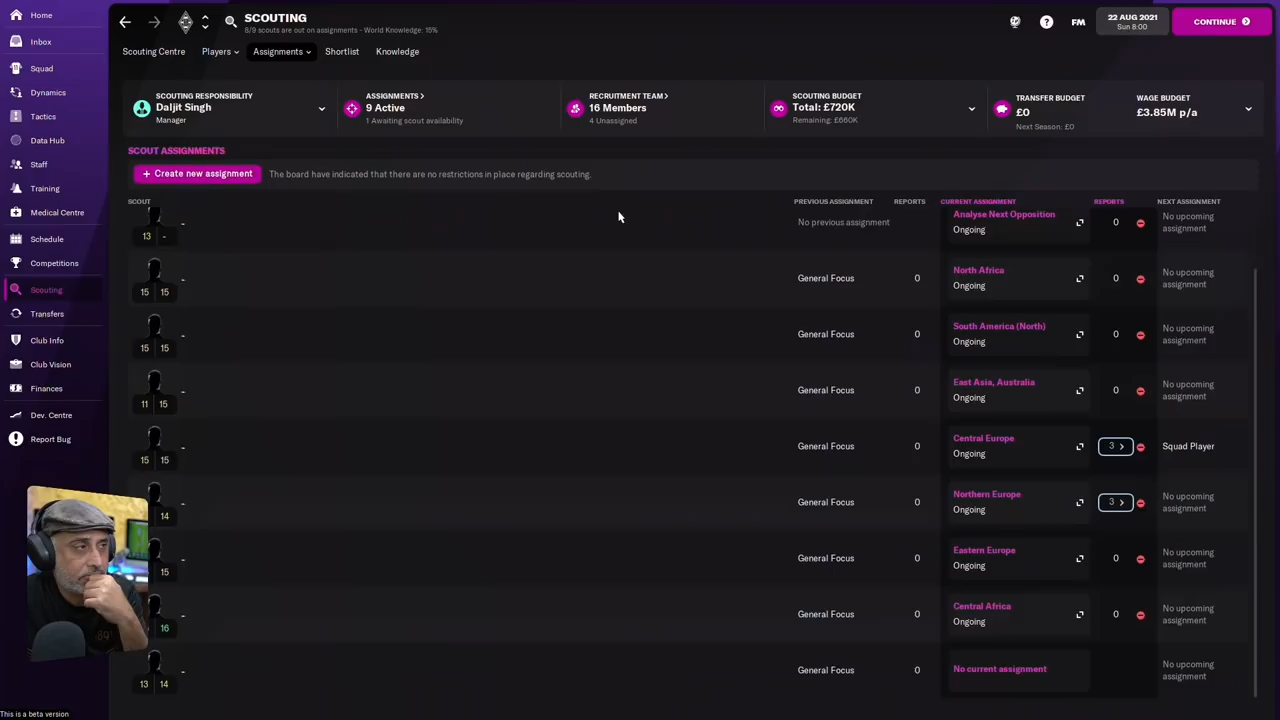 Home
Inbox
Squad
Dynamics
Tactics
Data Hub
Staff
Training
Medical Centre
Schedule
Competitions
Scouting
Transfers
Club Info
Club Vision
Finances
Dev. Centre
Report Bug
SCOUTING
8/9 scouts are out on assignments - World Knowledge: 15%
FM
22 AUG 2021
Sun 8:00
CONTINUE
Scouting Centre
Players
Assignments
Shortlist
Knowledge
SCOUTING RESPONSIBILITY
Daljit Singh
Manager
ASSIGNMENTS >
9 Active
1 Awaiting scout availability
RECRUITMENT TEAM >
16 Members
4 Unassigned
SCOUTING BUDGET
Total: £720K
Remaining: £660K
TRANSFER BUDGET
£0
Next Season: £0
WAGE BUDGET
£3.85M p/a
SCOUT ASSIGNMENTS
+ Create new assignment
The board have indicated that there are no restrictions in place regarding scouting.
SCOUT PREVIOUS ASSIGNMENT REPORTS CURRENT ASSIGNMENT REPORTS NEXT ASSIGNMENT
13 - - No previous assignment
Analyse Next Opposition
Ongoing
0
No upcoming
assignment
15 15 - General Focus 0
North Africa
Ongoing
0
No upcoming
assignment
15 15 - General Focus 0
South America (North)
Ongoing
0
No upcoming
assignment
11 15 - General Focus 0
East Asia, Australia
Ongoing
0
No upcoming
assignment
15 15 - General Focus 0
Central Europe
Ongoing
3 >
Squad Player
14 - General Focus 0
Northern Europe
Ongoing
3 >
No upcoming
assignment
15 - General Focus 0
Eastern Europe
Ongoing
0
No upcoming
assignment
16 - General Focus 0
Central Africa
Ongoing
0
No upcoming
assignment
13 14 - General Focus 0
No current assignment
No upcoming
assignment
This is a beta version